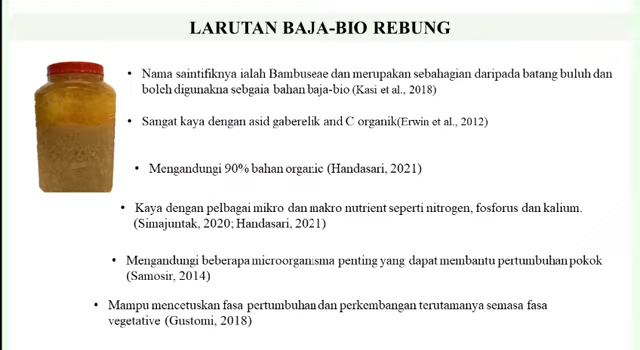 LARUTAN BAJA-BIO REBUNG
• Nama saintifiknya ialah Bambuseae dan merupakan sebahagian daripada batang buluh dan
boleh digunakna sebgaia bahan baja-bio (Kasi et al., 2018)
• Sangat kaya dengan asid gaberelik and C organik(Erwin et al., 2012)
• Mengandungi 90% bahan organic (Handasari, 2021)
• Kaya dengan pelbagai mikro dan makro nutrient seperti nitrogen, fosforus dan kalium.
(Simajuntak, 2020; Handasari, 2021)
• Mengandungi beberapa microorganisma penting yang dapat membantu pertumbuhan pokok
(Samosir, 2014)
• Mampu mencetuskan fasa pertumbuhan dan perkembangan terutamanya semasa fasa
vegetative (Gustomi, 2018)